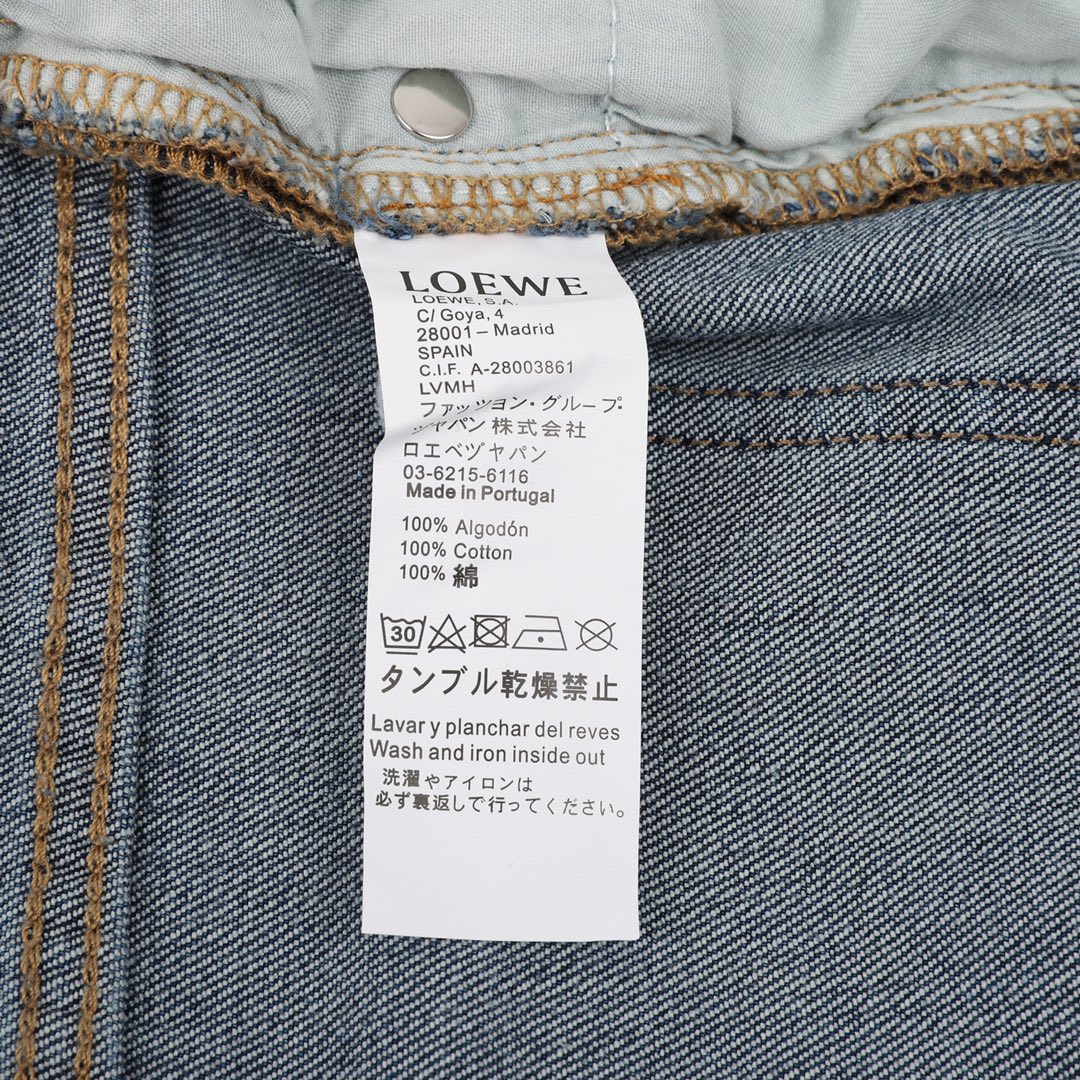 LOEWE
LOEWE, S.A.
C/ Goya, 4
28001 – Madrid
SPAIN
C.I.F. A-28003861
LVMH
ファッション・グループ・
ジャパン 株式会社
ロエベヅヤパン
03-6215-6116
Made in Portugal
100% Algodón
100% Cotton
100% 綿
30
タンブル乾燥禁止
Lavar y planchar del reves
Wash and iron inside out
洗濯やアイロンは
必ず裏返しで行ってください。